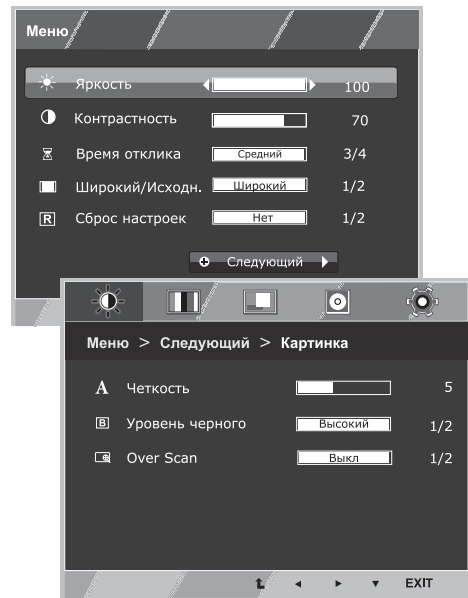 Меню
Яркость 100
Контрастность 70
Время отклика Средний 3/4
Широкий/Исходн. Широкий 1/2
R Сброс настроек Нет 1/2
Следующий
Меню > Следующий > Картинка
A Четкость 5
B Уровень черного Высокий 1/2
Over Scan Выкл 1/2
EXIT